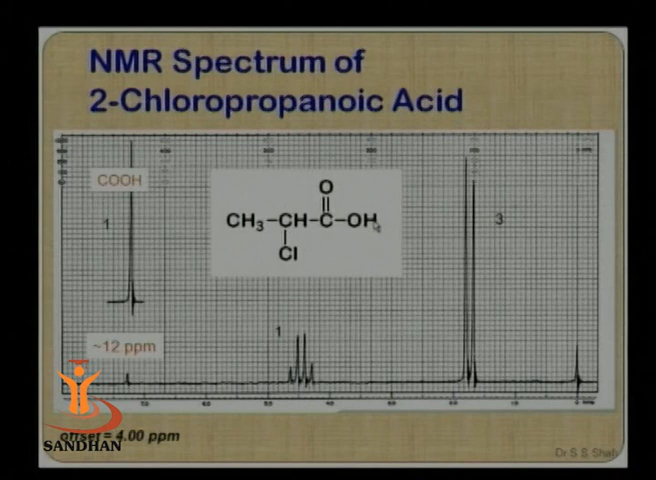 NMR Spectrum of
2-Chloropropanoic Acid
COOH
1
O
CH3-CH-C-OH
Cl
3
1
~12 ppm
offset = 4.00 ppm
SANDHAN
Dr S S Shah